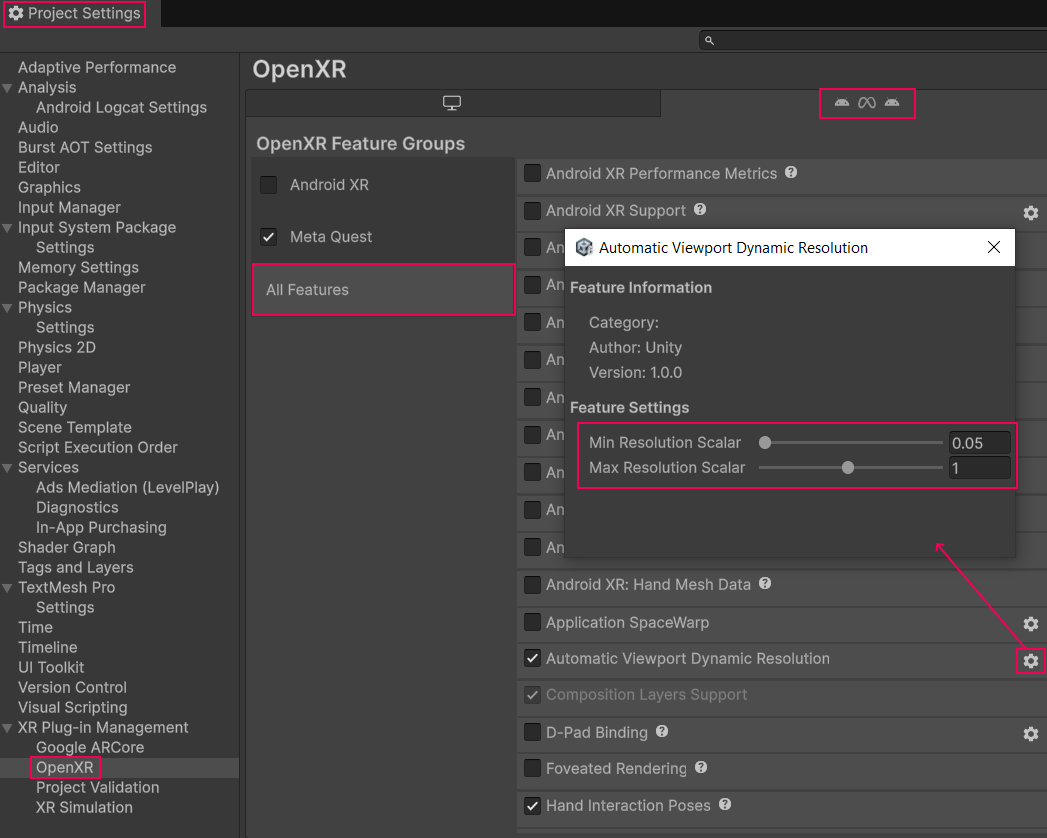 Project Settings
Adaptive Performance
Analysis
Android Logcat Settings
Audio
Burst AOT Settings
Editor
Graphics
Input Manager
Input System Package
Settings
Memory Settings
Package Manager
Physics
Settings
Physics 2D
Player
Preset Manager
Quality
Scene Template
Script Execution Order
Services
Ads Mediation (LevelPlay)
Diagnostics
In-App Purchasing
Shader Graph
Tags and Layers
TextMesh Pro
Settings
Time
Timeline
UI Toolkit
Version Control
Visual Scripting
XR Plug-in Management
Google ARCore
OpenXR
Project Validation
XR Simulation
OpenXR
OpenXR Feature Groups
Android XR
Meta Quest
All Features
Android XR Performance Metrics
Android XR Support
An
An
An
An
An
An
An
An
An
Android XR: Hand Mesh Data
Application SpaceWarp
Automatic Viewport Dynamic Resolution
Composition Layers Support
D-Pad Binding
Foveated Rendering
Hand Interaction Poses
Automatic Viewport Dynamic Resolution
Feature Information
Category:
Author: Unity
Version: 1.0.0
Feature Settings
Min Resolution Scalar 0.05
Max Resolution Scalar 1